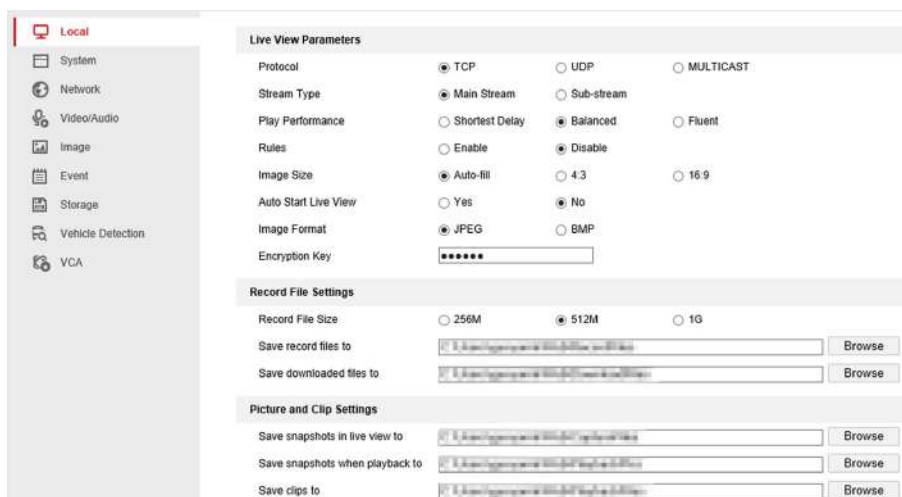 Local
System
Network
Video/Audio
Image
Event
Storage
Vehicle Detection
VCA
Live View Parameters
Protocol TCP UDP MULTICAST
Stream Type Main Stream Sub-stream
Play Performance Shortest Delay Balanced Fluent
Rules Enable Disable
Image Size Auto-fill 4:3 16:9
Auto Start Live View Yes No
Image Format JPEG BMP
Encryption Key
Record File Settings
Record File Size 256M 512M 1G
Save record files to Browse
Save downloaded files to Browse
Picture and Clip Settings
Save snapshots in live view to Browse
Save snapshots when playback to Browse
Save clips to Browse